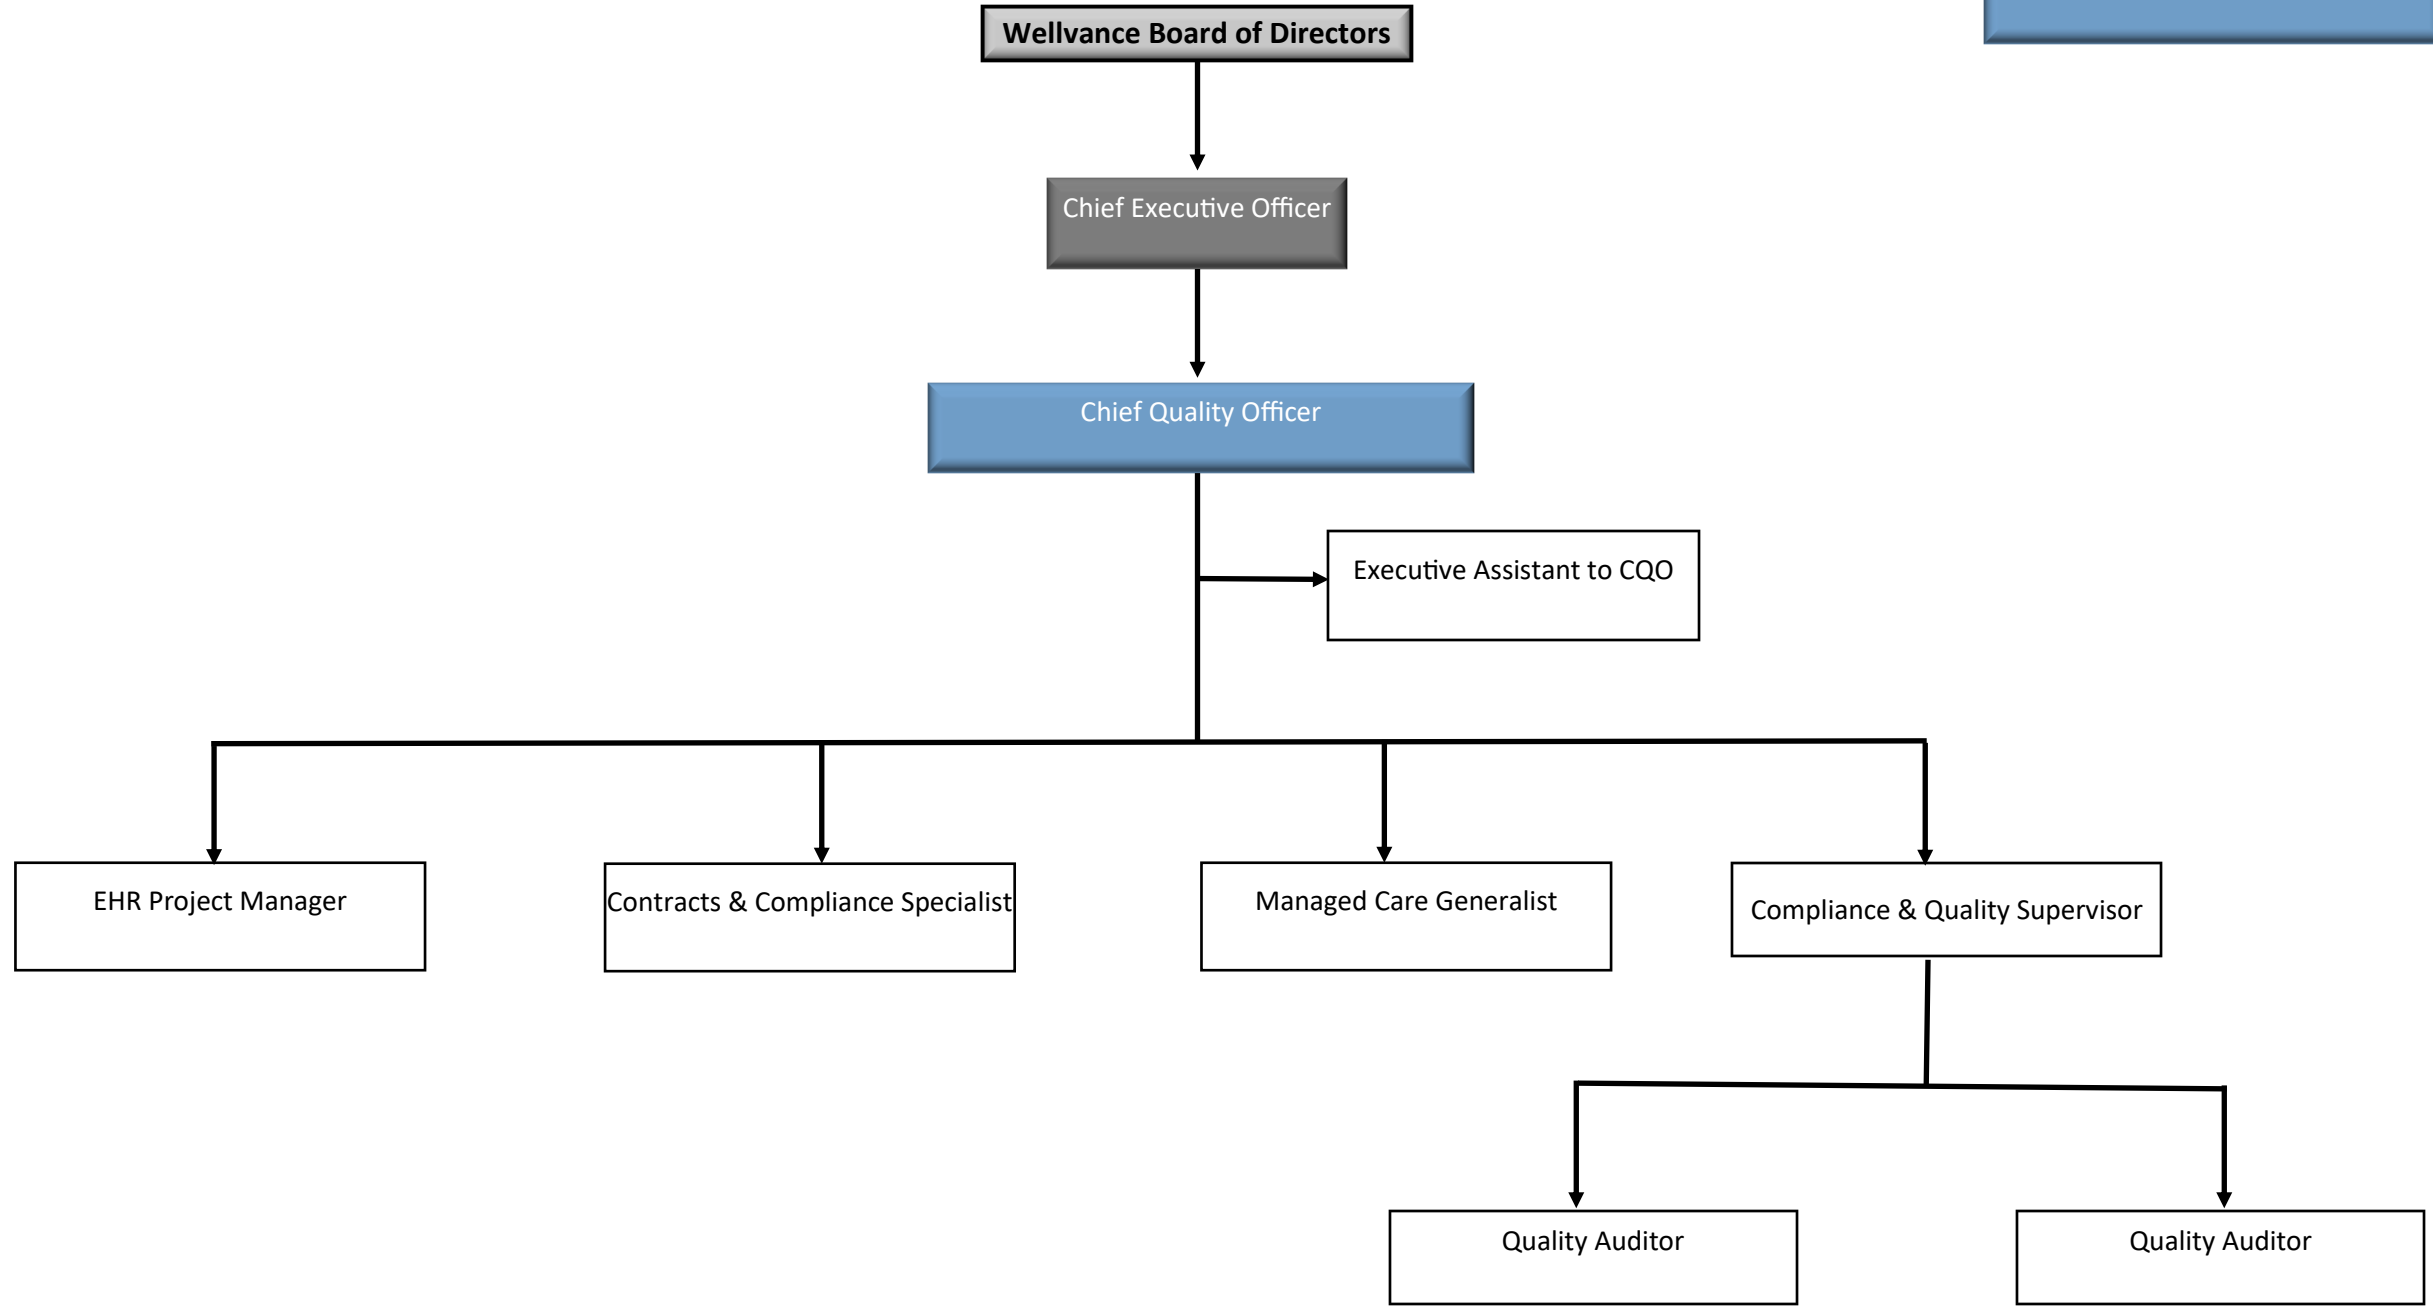 Wellvance Board of Directors
Chief Executive Officer
Chief Quality Officer
Executive Assistant to CQO
EHR Project Manager
Contracts & Compliance Specialist
Managed Care Generalist
Compliance & Quality Supervisor
Quality Auditor
Quality Auditor